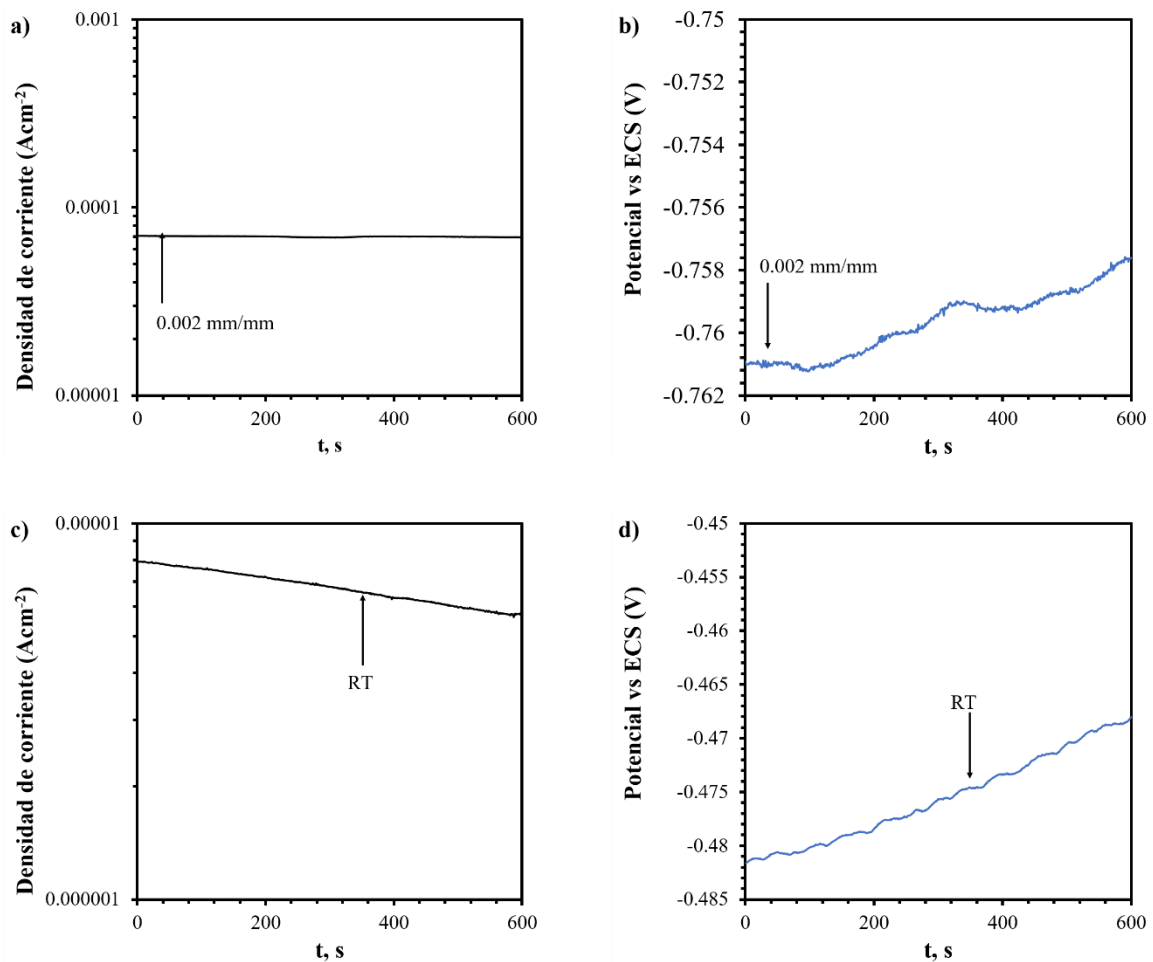 a)
Densidad de corriente (Acm⁻²)
0.001
0.0001
0.00001
0.002 mm/mm
0
200
400
600
t, s
b)
Potencial vs ECS (V)
-0.75
-0.752
-0.754
-0.756
-0.758
-0.76
-0.762
0.002 mm/mm
0
200
400
600
t, s
c)
Densidad de corriente (Acm⁻²)
0.00001
0.000001
RT
0
200
400
600
t, s
d)
Potencial vs ECS (V)
-0.45
-0.455
-0.46
-0.465
-0.47
-0.475
-0.48
-0.485
RT
0
200
400
600
t, s